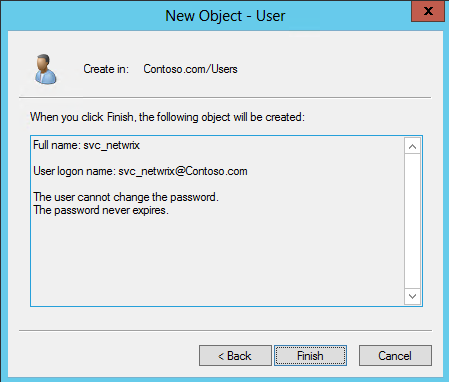 New Object - User
x
Create in: Contoso.com/Users
When you click Finish, the following object will be created:
Full name: svc_netwrix
User logon name: svc_netwrix@Contoso.com
The user cannot change the password.
The password never expires.
< Back Finish Cancel